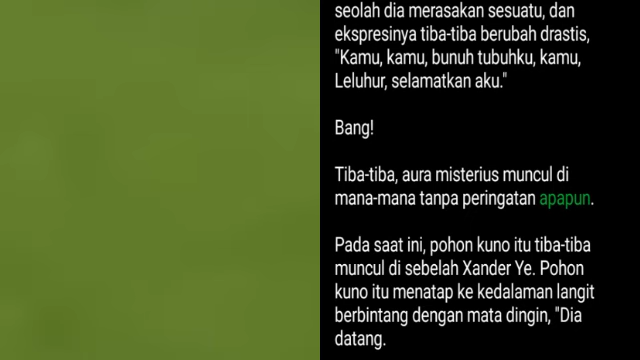 seolah dia merasakan sesuatu, dan
ekspresinya tiba-tiba berubah drastis,
"Kamu, kamu, bunuh tubuhku, kamu,
Leluhur, selamatkan aku."
Bang!
Tiba-tiba, aura misterius muncul di
mana-mana tanpa peringatan apapun.
Pada saat ini, pohon kuno itu tiba-tiba
muncul di sebelah Xander Ye. Pohon
kuno itu menatap ke kedalaman langit
berbintang dengan mata dingin, "Dia
datang.